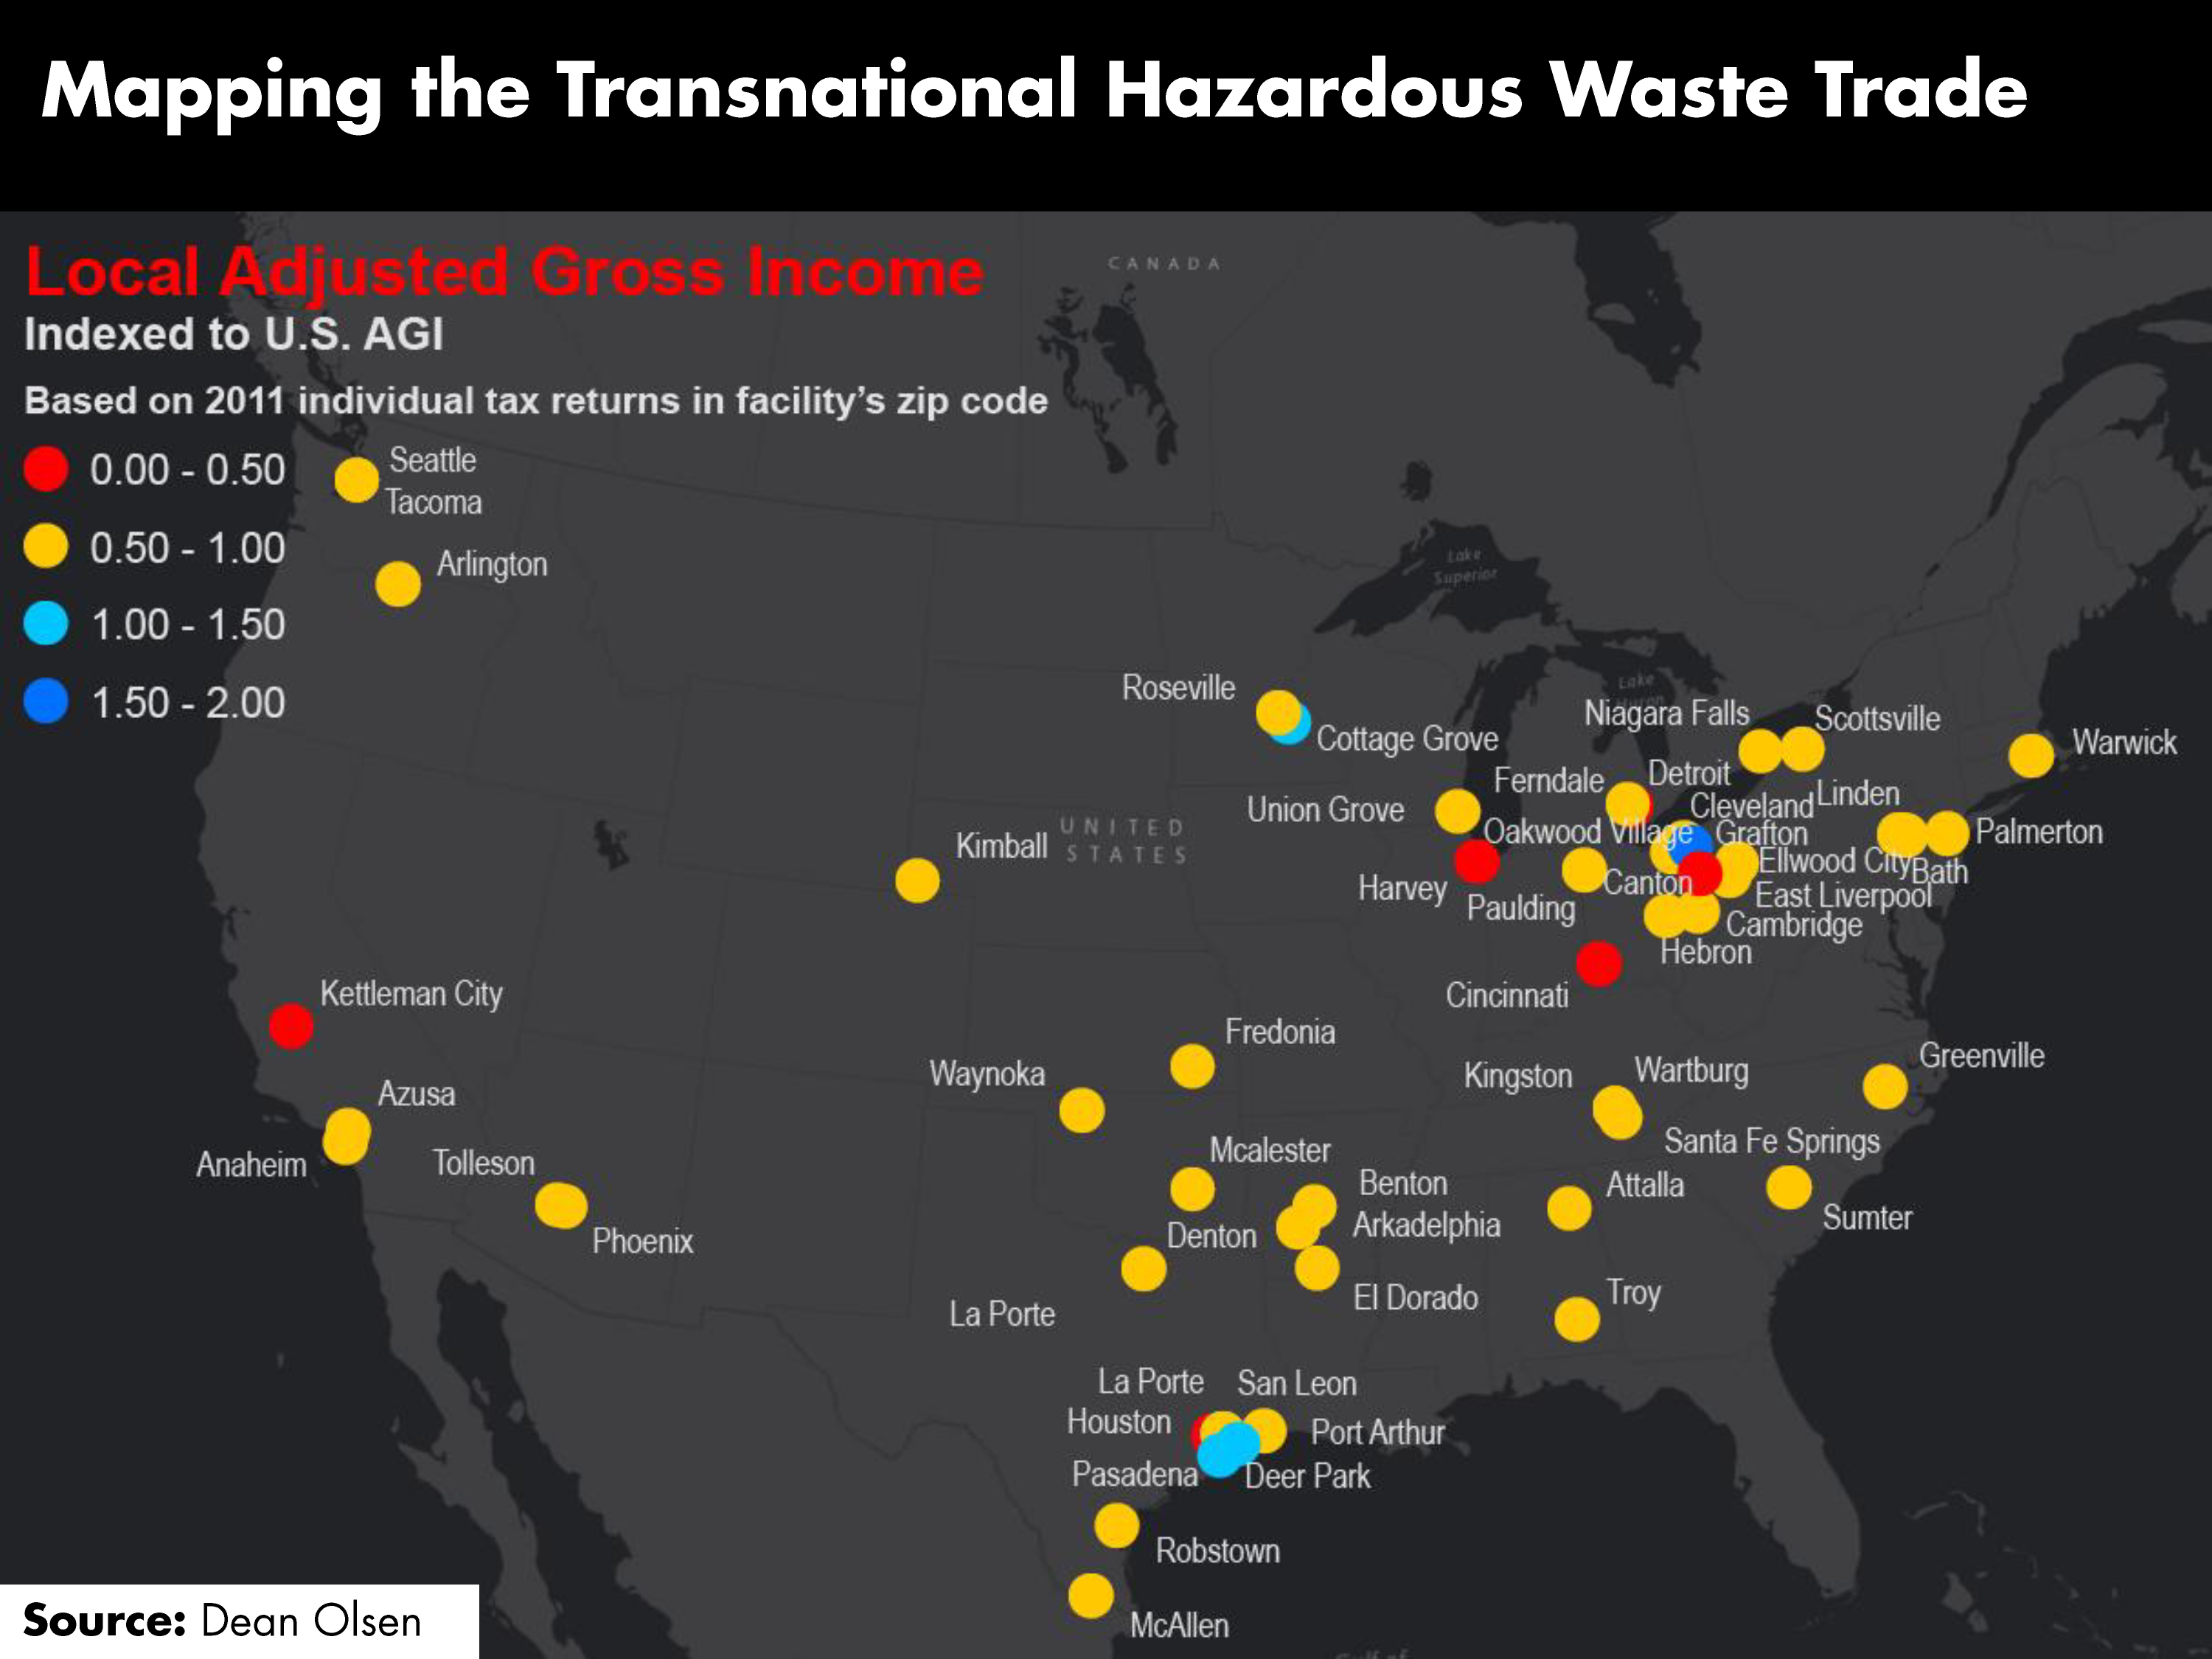 Mapping the Transnational Hazardous Waste Trade
Local Adjusted Gross Income
Indexed to U.S. AGI
Based on 2011 individual tax returns in facility's zip code
0.00 - 0.50
0.50 - 1.00
1.00 - 1.50
1.50 - 2.00
CANADA
Seattle
Tacoma
Arlington
Lake
Superior
Lake
Huron
Roseville
Cottage Grove
Niagara Falls
Scottsville
Warwick
Ferndale
Detroit
Union Grove
Cleveland
Linden
Oakwood Village
Grafton
Palmerton
Kimball
UNITED
STATES
Ellwood City
Bath
Harvey
Canton
East Liverpool
Paulding
Cambridge
Hebron
Cincinnati
Kettleman City
Fredonia
Waynoka
Kingston
Wartburg
Greenville
Azusa
Anaheim
Tolleson
Mcalester
Santa Fe Springs
Benton
Attalla
Phoenix
Denton
Arkadelphia
Sumter
La Porte
El Dorado
Troy
La Porte
San Leon
Houston
Port Arthur
Pasadena
Deer Park
Robstown
McAllen
Gulf of
Source: Dean Olsen